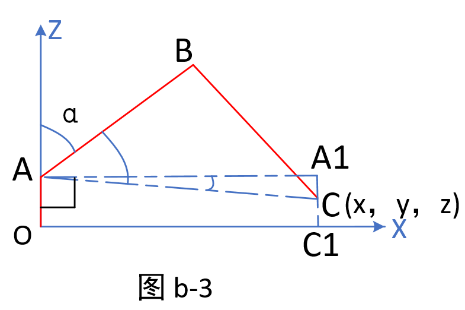 Z
B
α
A
A1
C(x, y, z)
O
C1
X
图 b-3